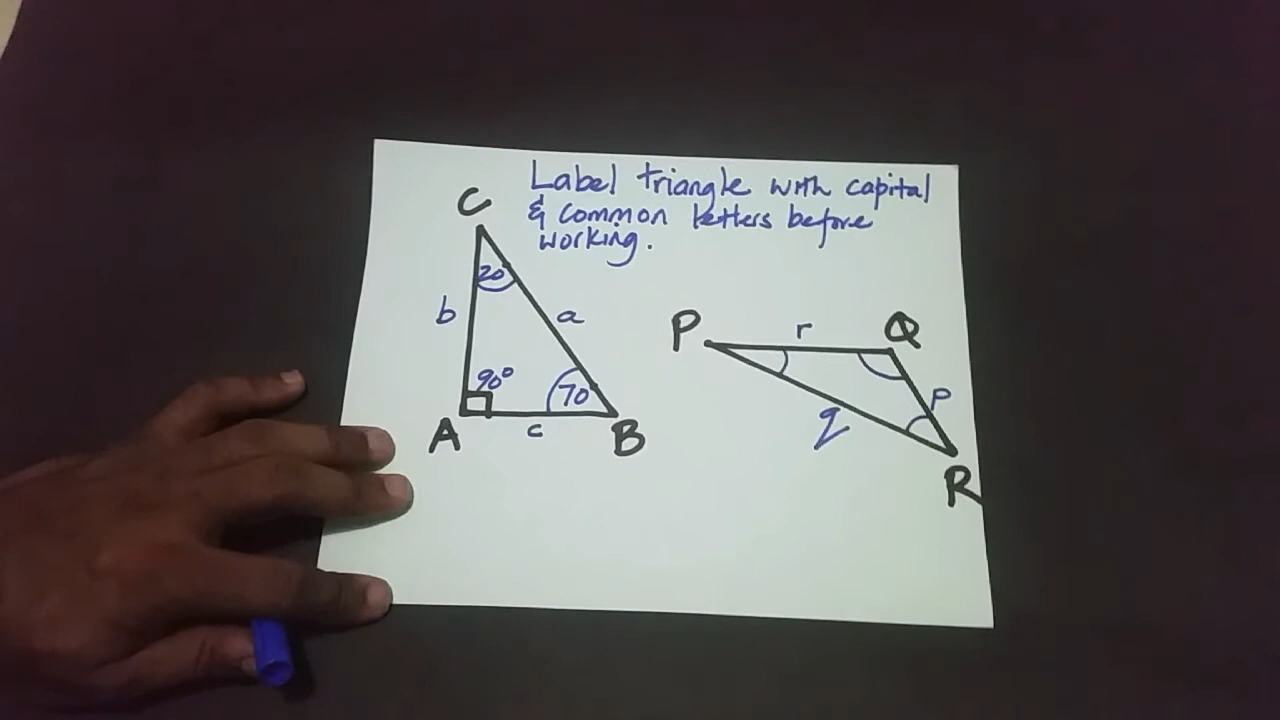 Label triangle with capital
& common letters before
working.
C
20
b
a
90°
70
A
c
B
P
r
Q
p
q
R